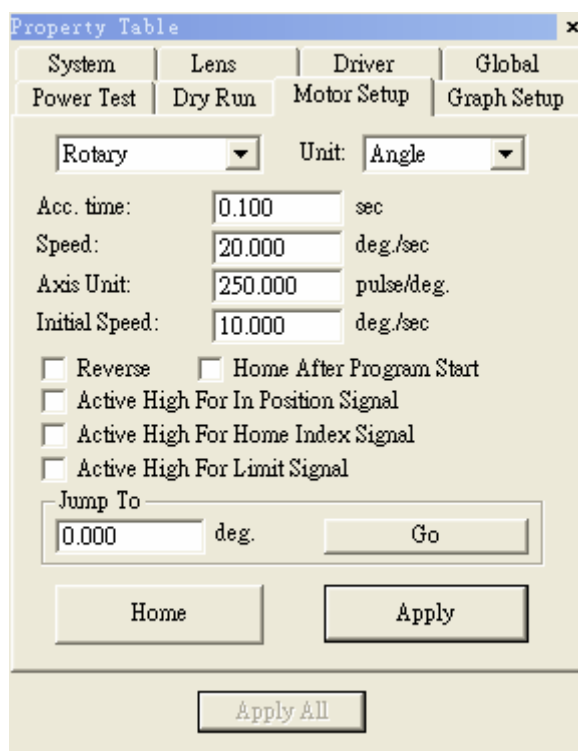 Property Table ×
System Lens Driver Global
Power Test Dry Run Motor Setup Graph Setup
Rotary Unit: Angle
Acc. time: 0.100 sec
Speed: 20.000 deg./sec
Axis Unit: 250.000 pulse/deg.
Initial Speed: 10.000 deg./sec
Reverse Home After Program Start
Active High For In Position Signal
Active High For Home Index Signal
Active High For Limit Signal
Jump To
0.000 deg. Go
Home Apply
Apply All